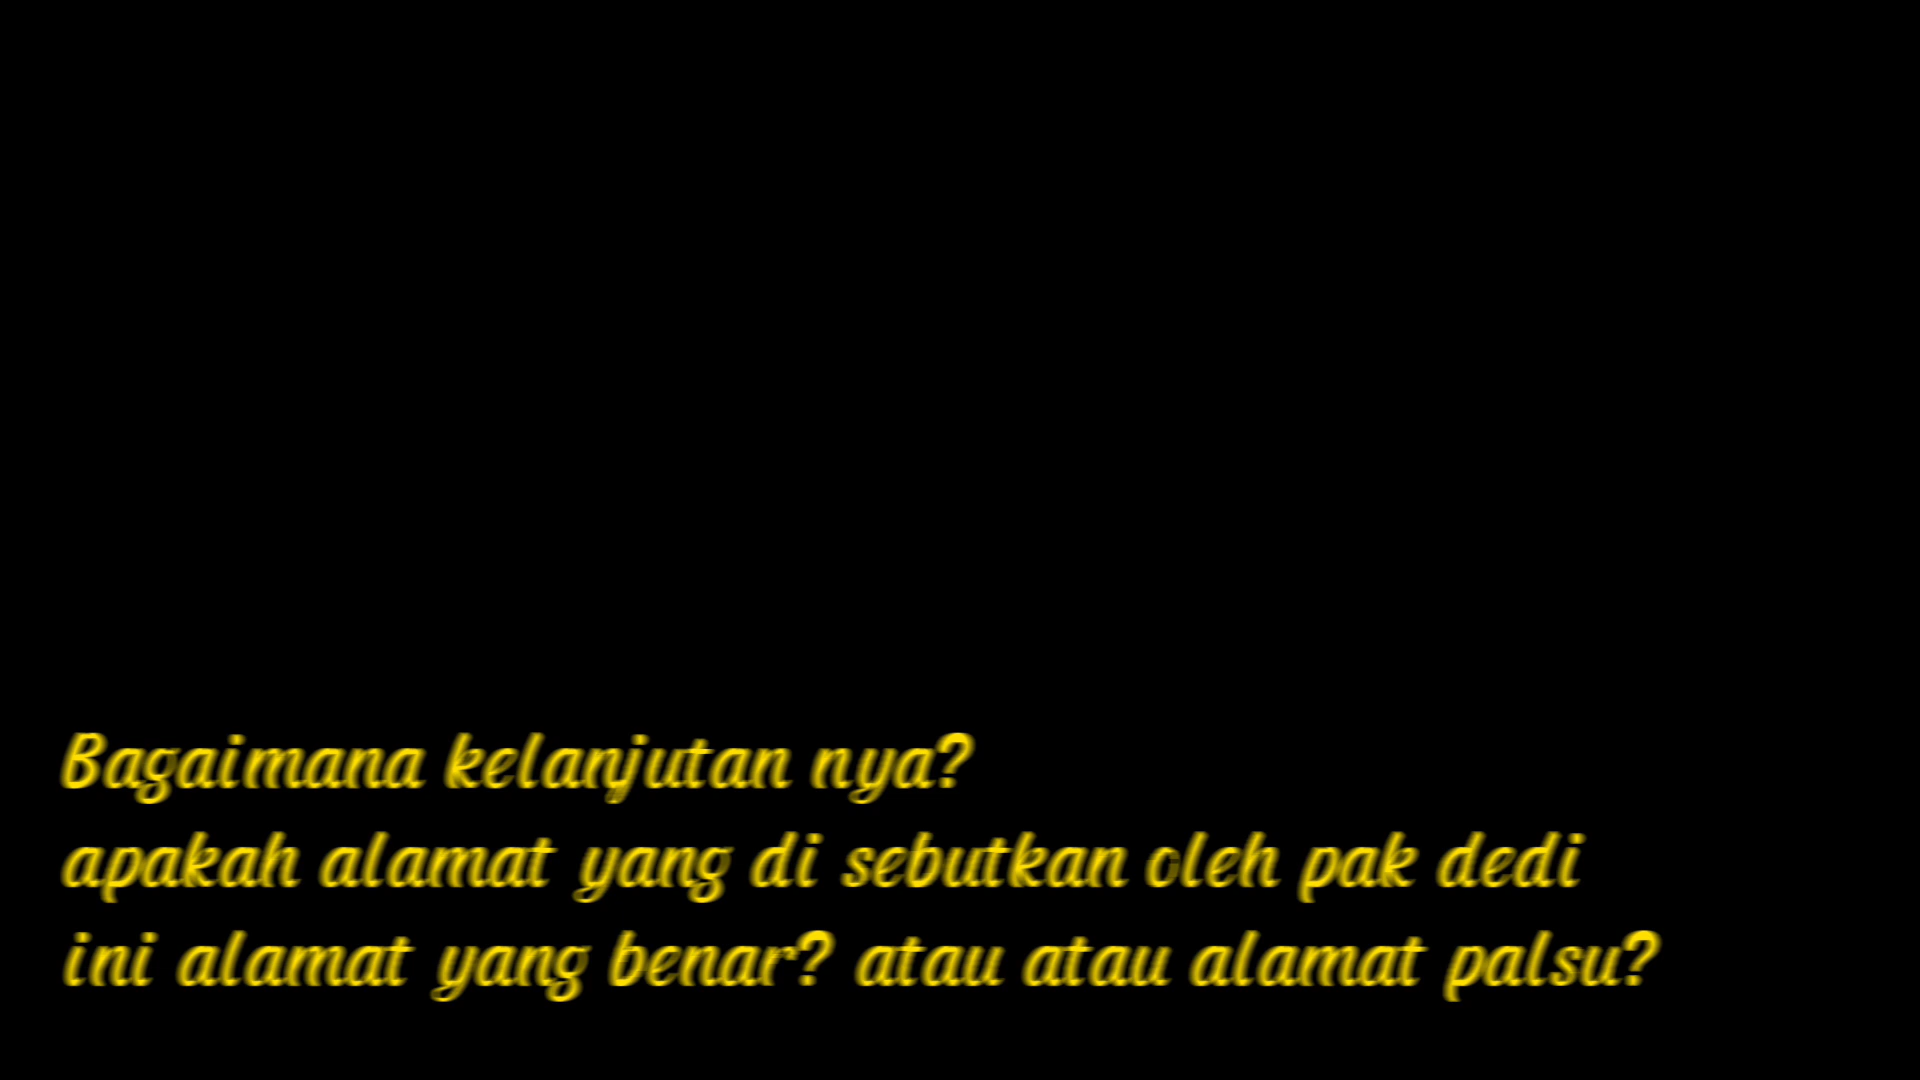 Bagaimana kelanjutan nya?
apakah alamat yang di sebutkan oleh pak dedi
ini alamat yang benar? atau atau alamat palsu?